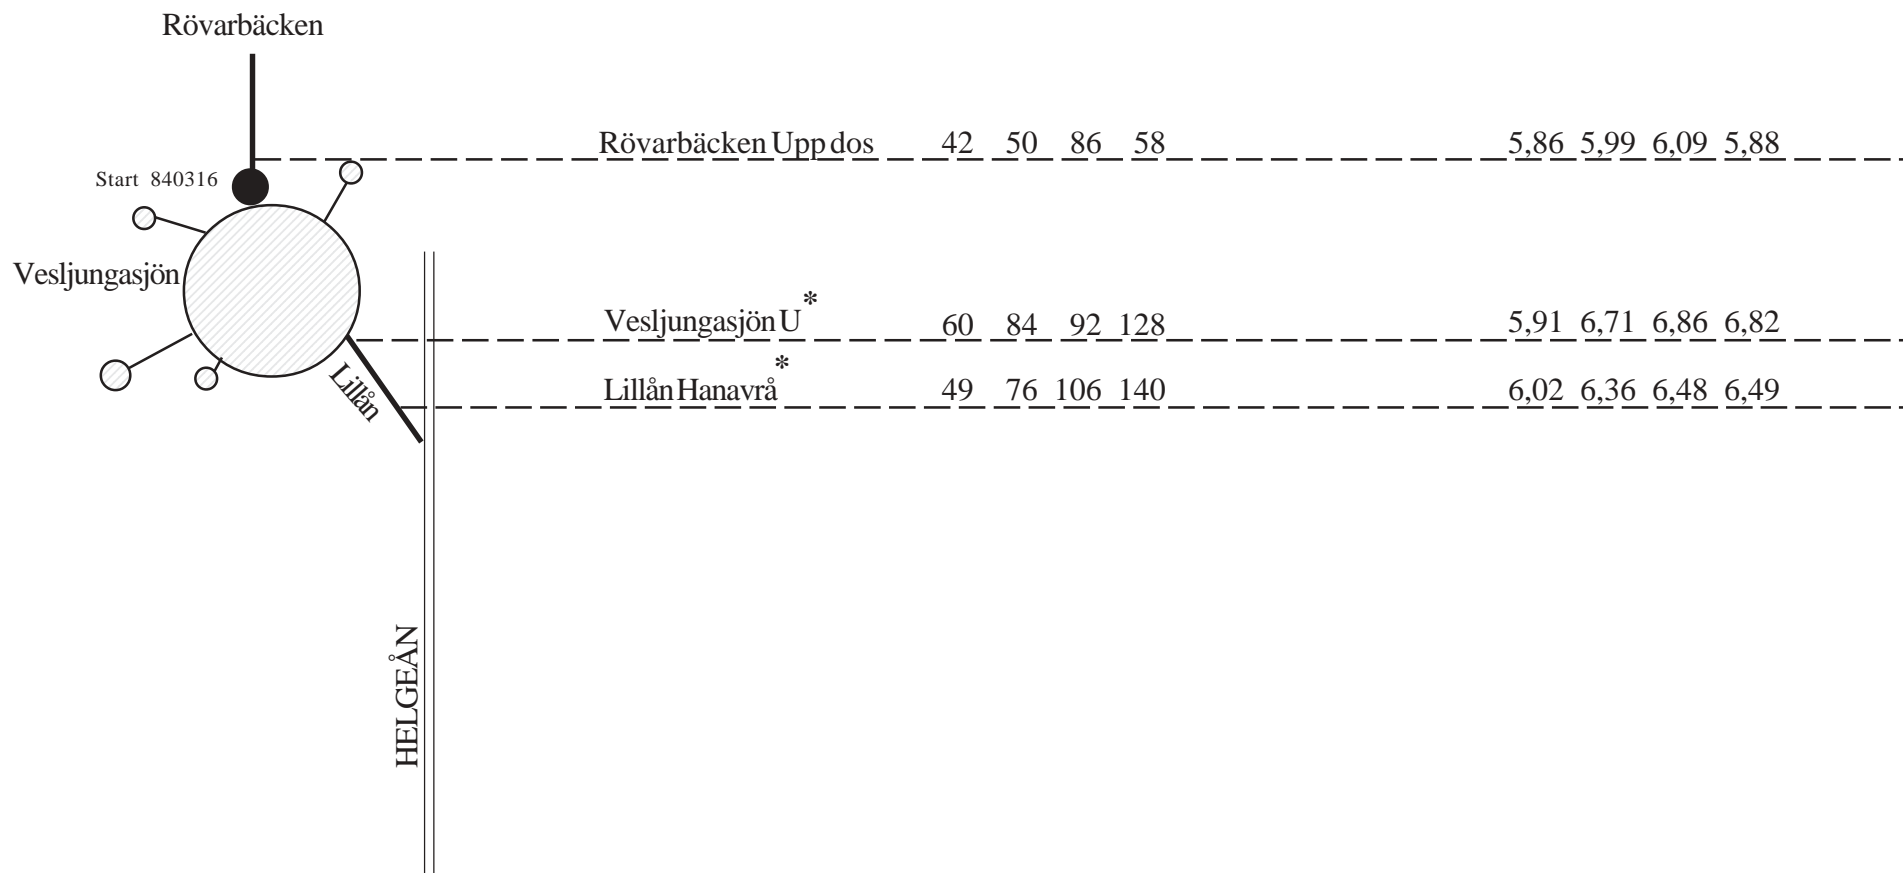 Rövarbäcken
Rövarbäcken Upp dos 42 50 86 58 5,86 5,99 6,09 5,88
Start 840316
Vesljungasjön
Vesljungasjön U* 60 84 92 128 5,91 6,71 6,86 6,82
Lillån Hanavrå* 49 76 106 140 6,02 6,36 6,48 6,49
Lillån
HELGEÅN